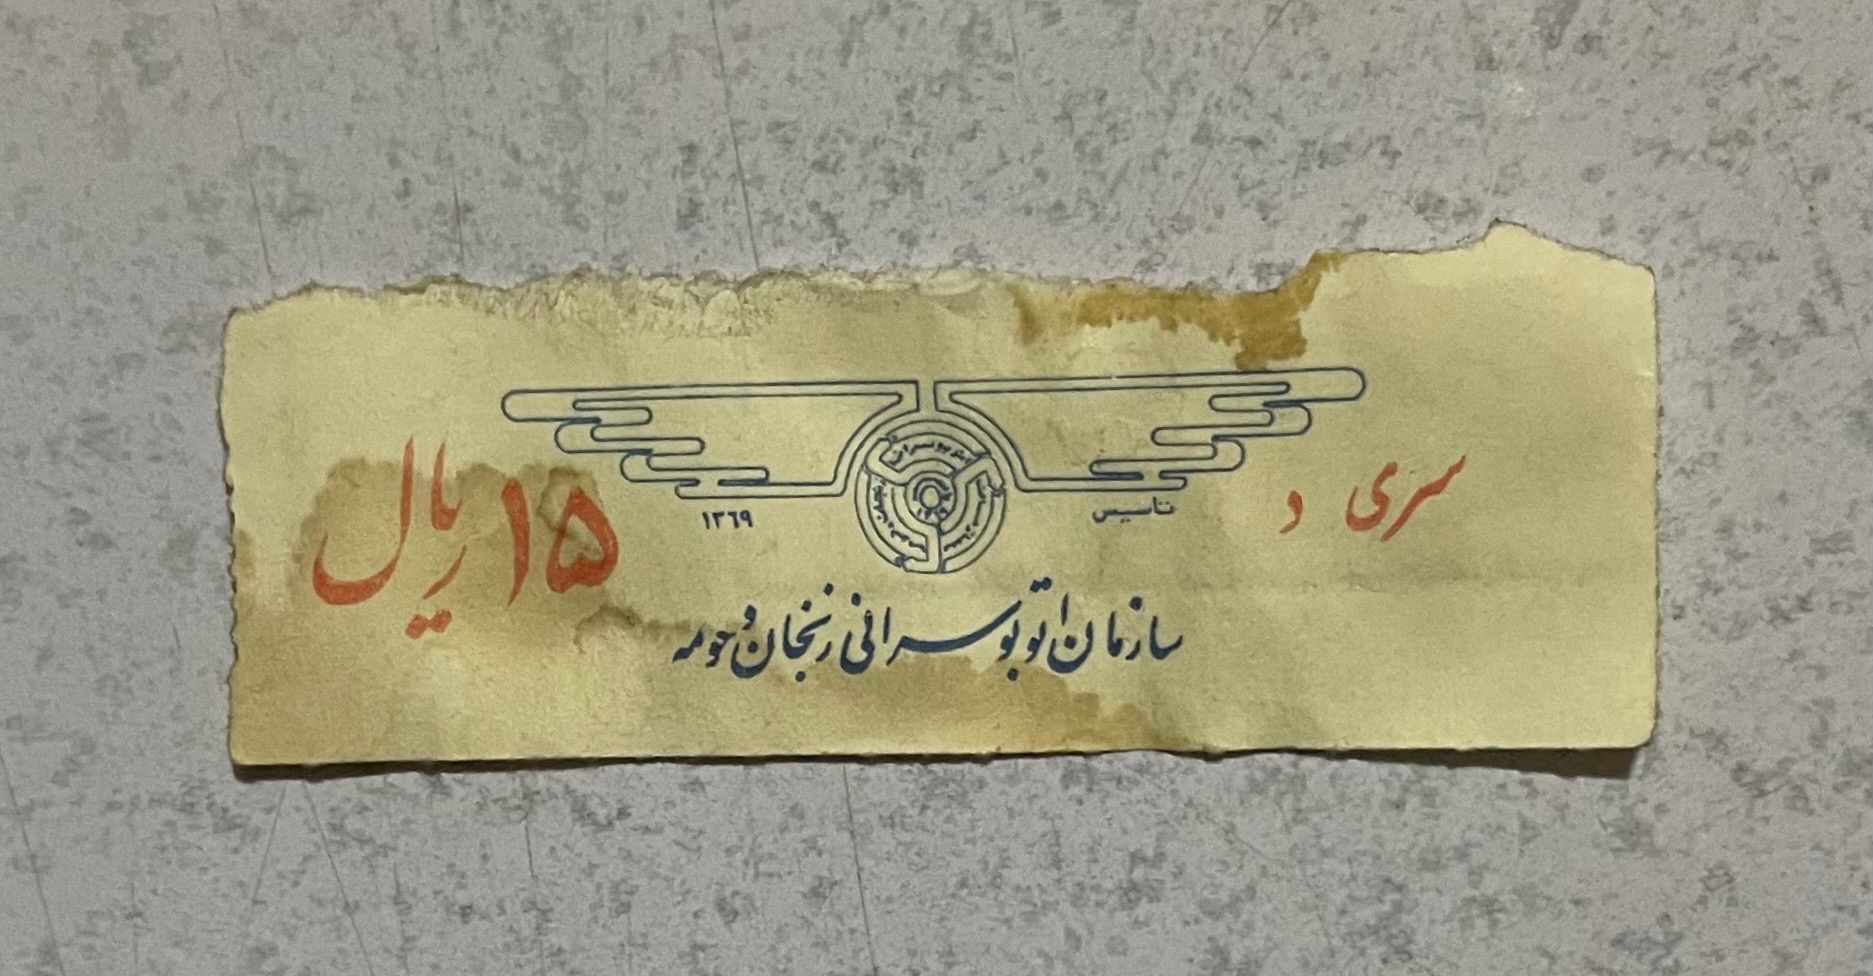 سری د
تاسیس ۱۳۶۹
۱۵ ریال
سازمان اتوبوسرانی زنجان و حومه